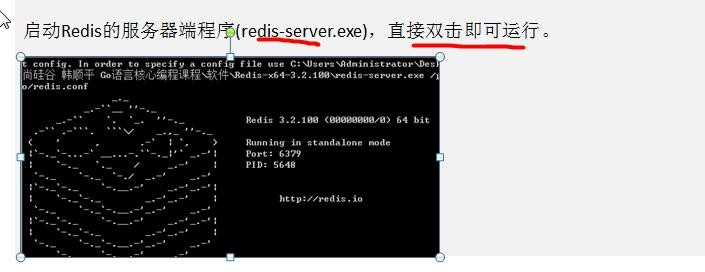 启动Redis的服务器端程序(redis-server.exe)，直接双击即可运行。
t config. In order to specify a config file use C:\Users\Administrator\Des
尚硅谷 韩顺平 Go语言核心编程课程\软件\Redis-x64-3.2.100\redis-server.exe /p
o/redis.conf
Redis 3.2.100 (00000000/0) 64 bit
Running in standalone mode
Port: 6379
PID: 5648
http://redis.io